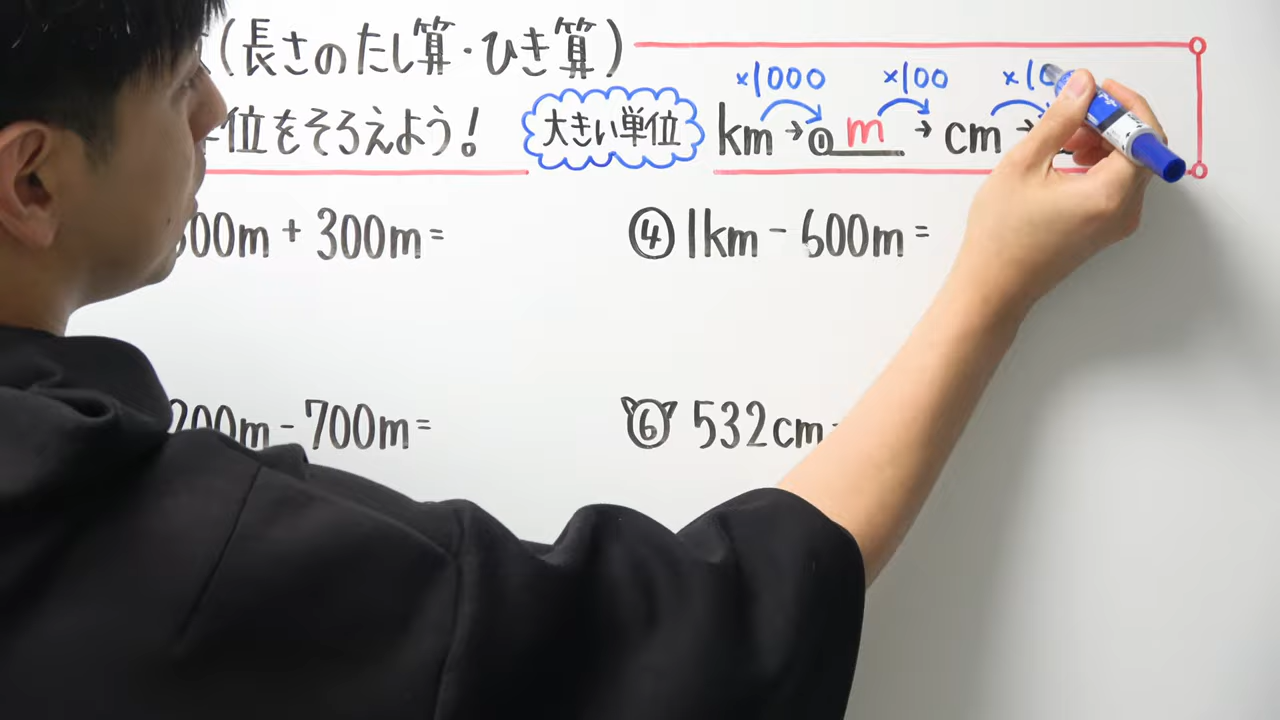 (長さのたし算・ひき算)
位をそろえよう!
大きい単位
×1000 ×100 ×10
km → ① m → cm →
00m + 300m =
④ 1km - 600m =
200m - 700m =
⑥ 532cm